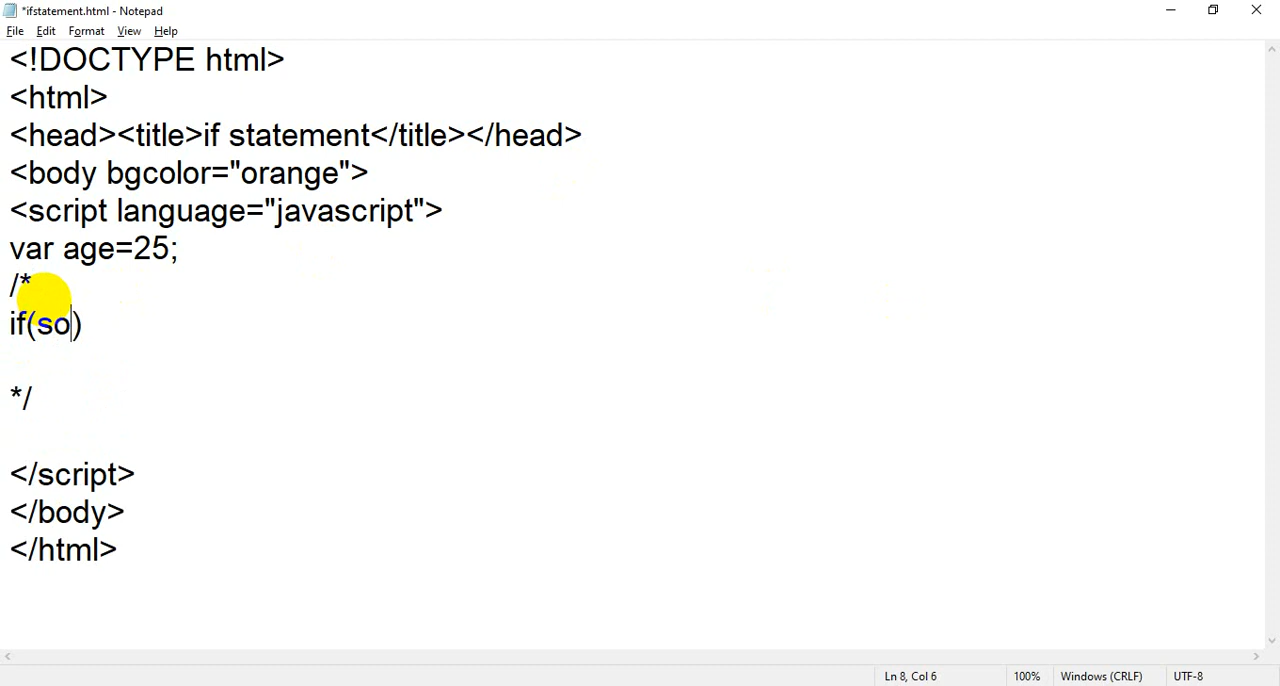 *ifstatement.html - Notepad
File Edit Format View Help
<!DOCTYPE html>
<html>
<head><title>if statement</title></head>
<body bgcolor="orange">
<script language="javascript">
var age=25;
/*
if(so)
*/
</script>
</body>
</html>
Ln 8, Col 6 100% Windows (CRLF) UTF-8